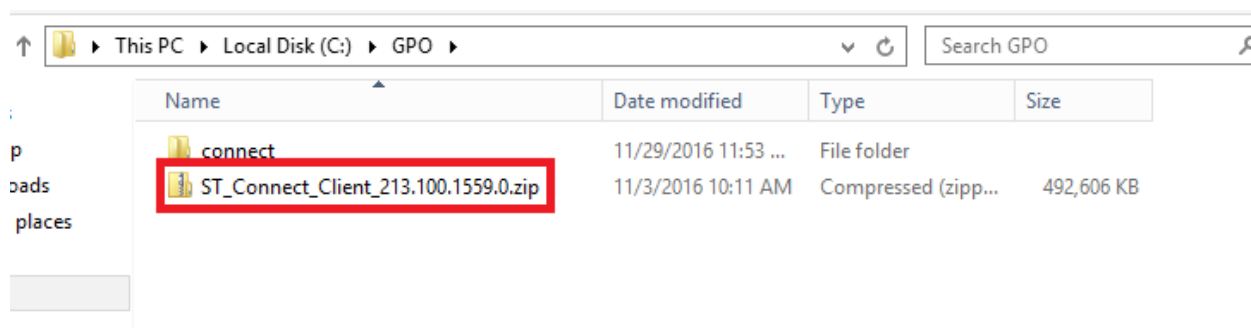 This PC Local Disk (C:) GPO Search GPO
Name Date modified Type Size
connect 11/29/2016 11:53 ... File folder
ST_Connect_Client_213.100.1559.0.zip 11/3/2016 10:11 AM Compressed (zipp... 492,606 KB
places